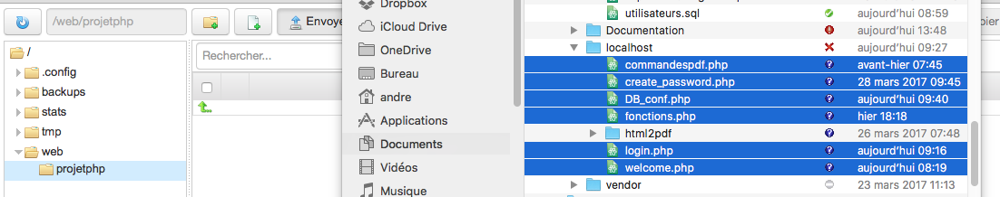 /web/projetphp
Envoye
/
.config
backups
stats
tmp
web
projetphp
Rechercher...
Dropbox
iCloud Drive
OneDrive
Bureau
andre
Applications
Documents
Vidéos
Musique
utilisateurs.sql aujourd'hui 08:59
Documentation aujourd'hui 13:48
localhost aujourd'hui 09:27
commandespdf.php avant-hier 07:45
create_password.php 28 mars 2017 09:45
DB_conf.php aujourd'hui 09:40
fonctions.php hier 18:18
html2pdf 26 mars 2017 07:48
login.php aujourd'hui 09:16
welcome.php aujourd'hui 08:19
vendor 23 mars 2017 11:13
pier